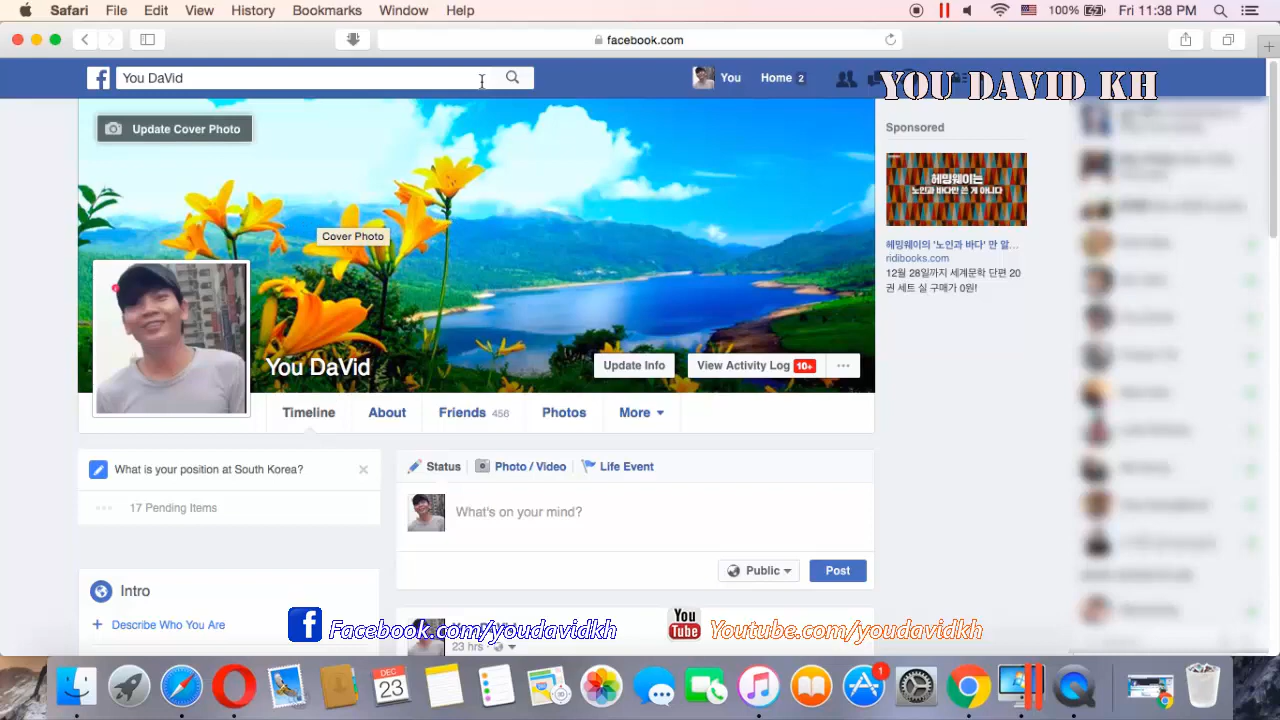 Safari File Edit View History Bookmarks Window Help 100% Fri 11:38 PM
facebook.com
You DaVid You Home 2
YOU DAVID KH
Update Cover Photo
Cover Photo
You DaVid
Update Info View Activity Log 10+ ...
Timeline About Friends 456 Photos More
Sponsored
헤밍웨이는
노인과 바다만 쓴 게 아니다
헤밍웨이의 '노인과 바다' 만 알...
ridibooks.com
12월 28일까지 세계문학 단편 20
권 세트 실 구매가 0원!
What is your position at South Korea?
17 Pending Items
Status Photo / Video Life Event
What's on your mind?
Public Post
Intro
Describe Who You Are
23 hrs
Facebook.com/youdavidkh
You
Tube
Youtube.com/youdavidkh
DEC
23
1